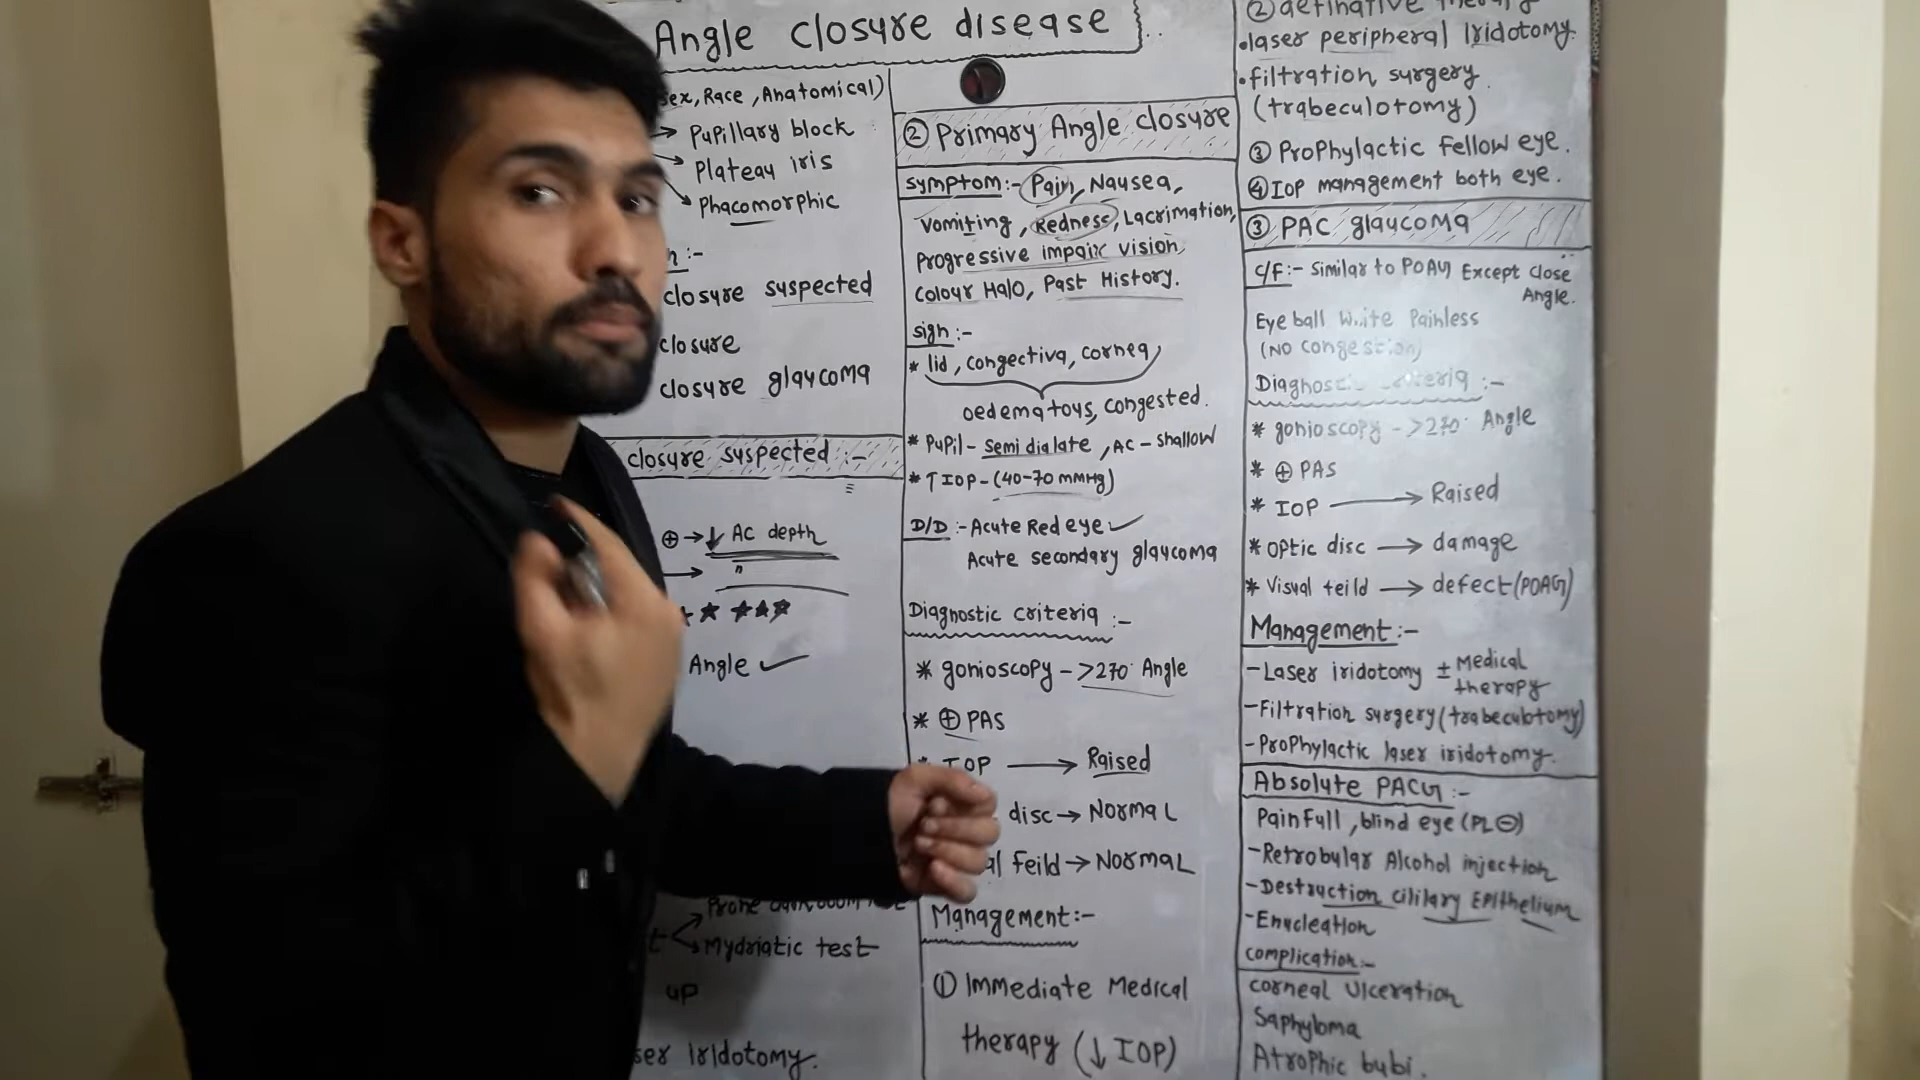 Angle closure disease
sex, Race, Anatomical)
→ Pupillary block
→ Plateau iris
→ Phacomorphic
n :-
closure suspected
closure
closure glaucoma
closure suspected :-
⊕ → ↓ AC depth
→ "
Angle ✓
Prone
Mydriatic test
up
ser Iridotomy.
② Primary Angle closure
Symptom :- Pain, Nausea,
Vomiting, Redness, Lacrimation,
Progressive impair vision,
Colour Halo, Past History.
sign :-
* lid, congectiva, cornea,
oedematous, congested.
* Pupil - semi dialate, AC - shallow
* ↑ IOP - (40-70 mmHg)
D/D :- Acute Red eye ✓
Acute secondary glaucoma
Diagnostic criteria :-
* gonioscopy - >270° Angle
* ⊕ PAS
* IOP → Raised
disc → Normal
al Feild → Normal
Management :-
① Immediate Medical
therapy (↓ IOP)
② definative therapy
• laser peripheral Iridotomy.
• filtration surgery.
(trabeculotomy)
③ Prophylactic Fellow eye.
④ IOP management both eye.
③ PAC glaucoma
C/F :- Similar to POAG Except close
Angle.
Eye ball White Painless
(NO congestion)
Diagnostic criteria :-
* gonioscopy - >270° Angle
* ⊕ PAS
* IOP → Raised
* Optic disc → damage
* Visual feild → defect (POAG)
Management :-
- Laser iridotomy ± Medical
therapy
- Filtration surgery (trabeculotomy)
- Prophylactic laser iridotomy.
Absolute PACG :-
Painfull, blind eye (PL ⊖)
- Retrobular Alcohol injection
- Destruction cililary Epithelium
- Enucleation
complication :-
corneal Ulceration
Saphyloma
Atrophic bubi.